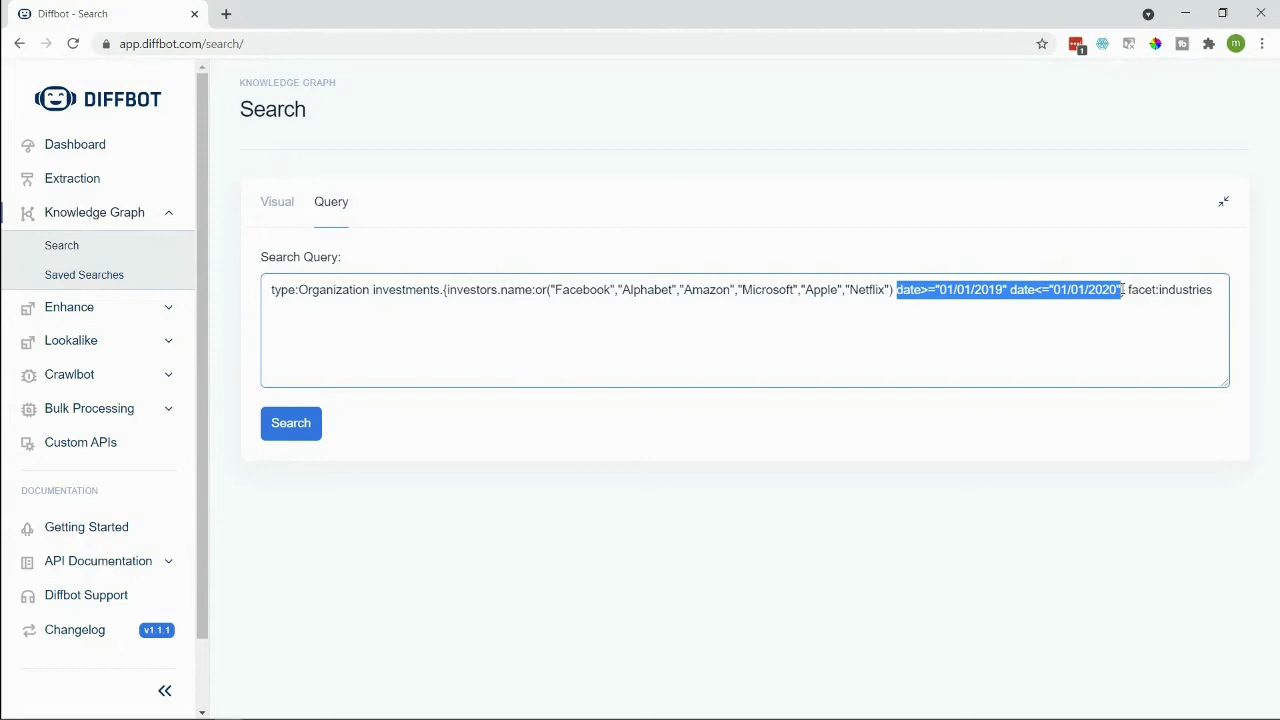 Diffbot - Search
app.diffbot.com/search/
1
m
DIFFBOT
Dashboard
Extraction
Knowledge Graph
Search
Saved Searches
Enhance
Lookalike
Crawlbot
Bulk Processing
Custom APIs
DOCUMENTATION
Getting Started
API Documentation
Diffbot Support
Changelog v1.1.1
KNOWLEDGE GRAPH
Search
Visual Query
Search Query:
type:Organization investments.{investors.name:or("Facebook","Alphabet","Amazon","Microsoft","Apple","Netflix") date>="01/01/2019" date<="01/01/2020" facet:industries
Search